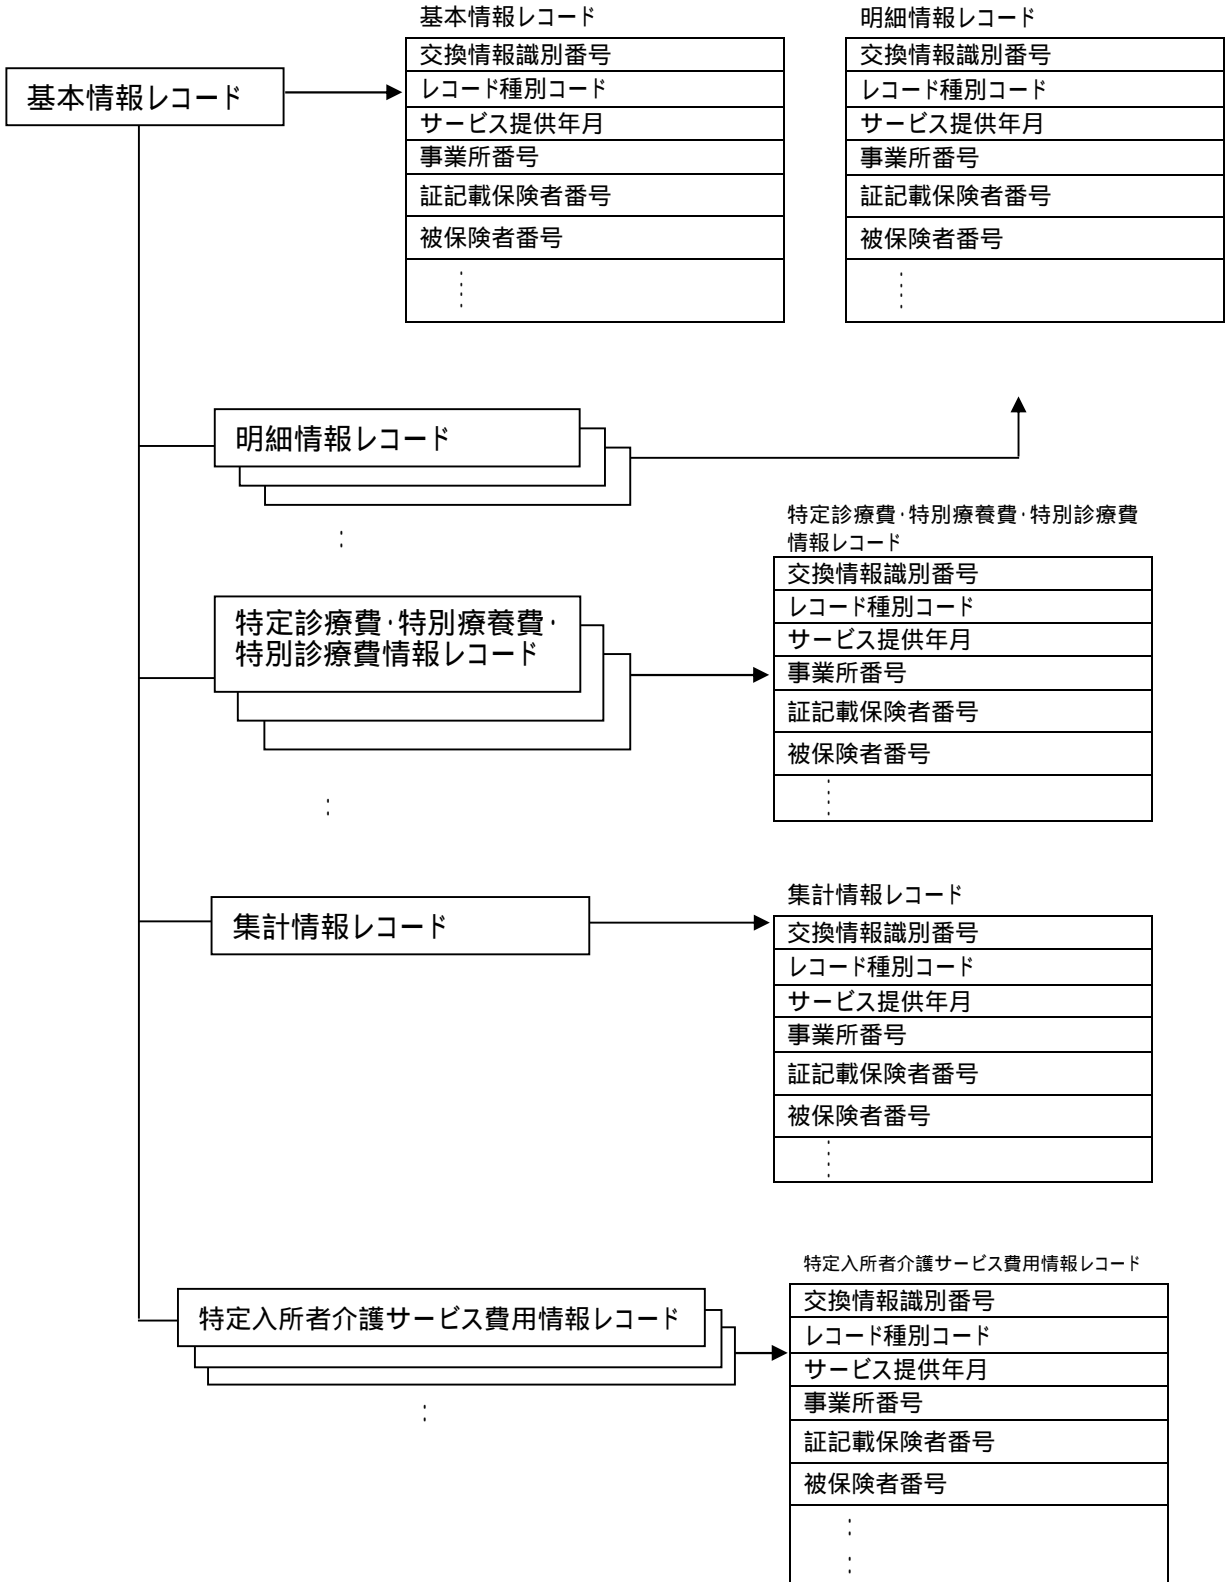 基本情報レコード
基本情報レコード
交換情報識別番号
レコード種別コード
サービス提供年月
事業所番号
証記載保険者番号
被保険者番号
明細情報レコード
交換情報識別番号
レコード種別コード
サービス提供年月
事業所番号
証記載保険者番号
被保険者番号
明細情報レコード
特定診療費・特別療養費・
特別診療費情報レコード
特定診療費・特別療養費・特別診療費
情報レコード
交換情報識別番号
レコード種別コード
サービス提供年月
事業所番号
証記載保険者番号
被保険者番号
集計情報レコード
集計情報レコード
交換情報識別番号
レコード種別コード
サービス提供年月
事業所番号
証記載保険者番号
被保険者番号
特定入所者介護サービス費用情報レコード
特定入所者介護サービス費用情報レコード
交換情報識別番号
レコード種別コード
サービス提供年月
事業所番号
証記載保険者番号
被保険者番号